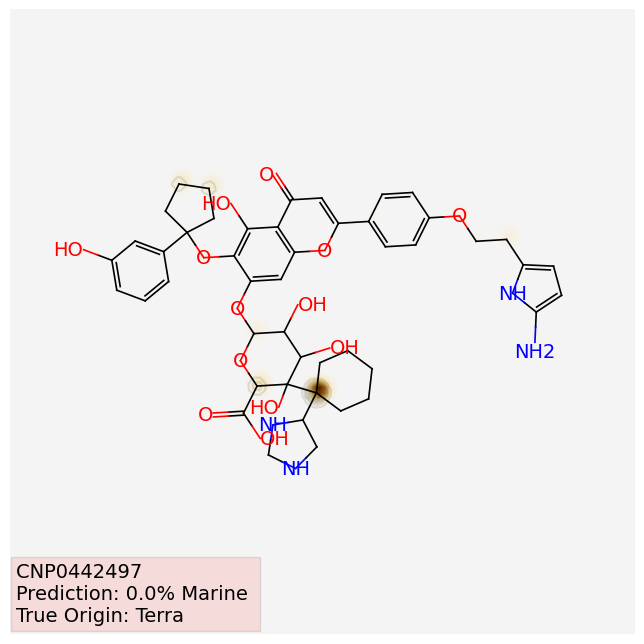 O
HO
HO
O
O
O
O
NH
NH2
O
OH
OH
O
HO
O
OH
NH
NH
CNP0442497
Prediction: 0.0% Marine
True Origin: Terra